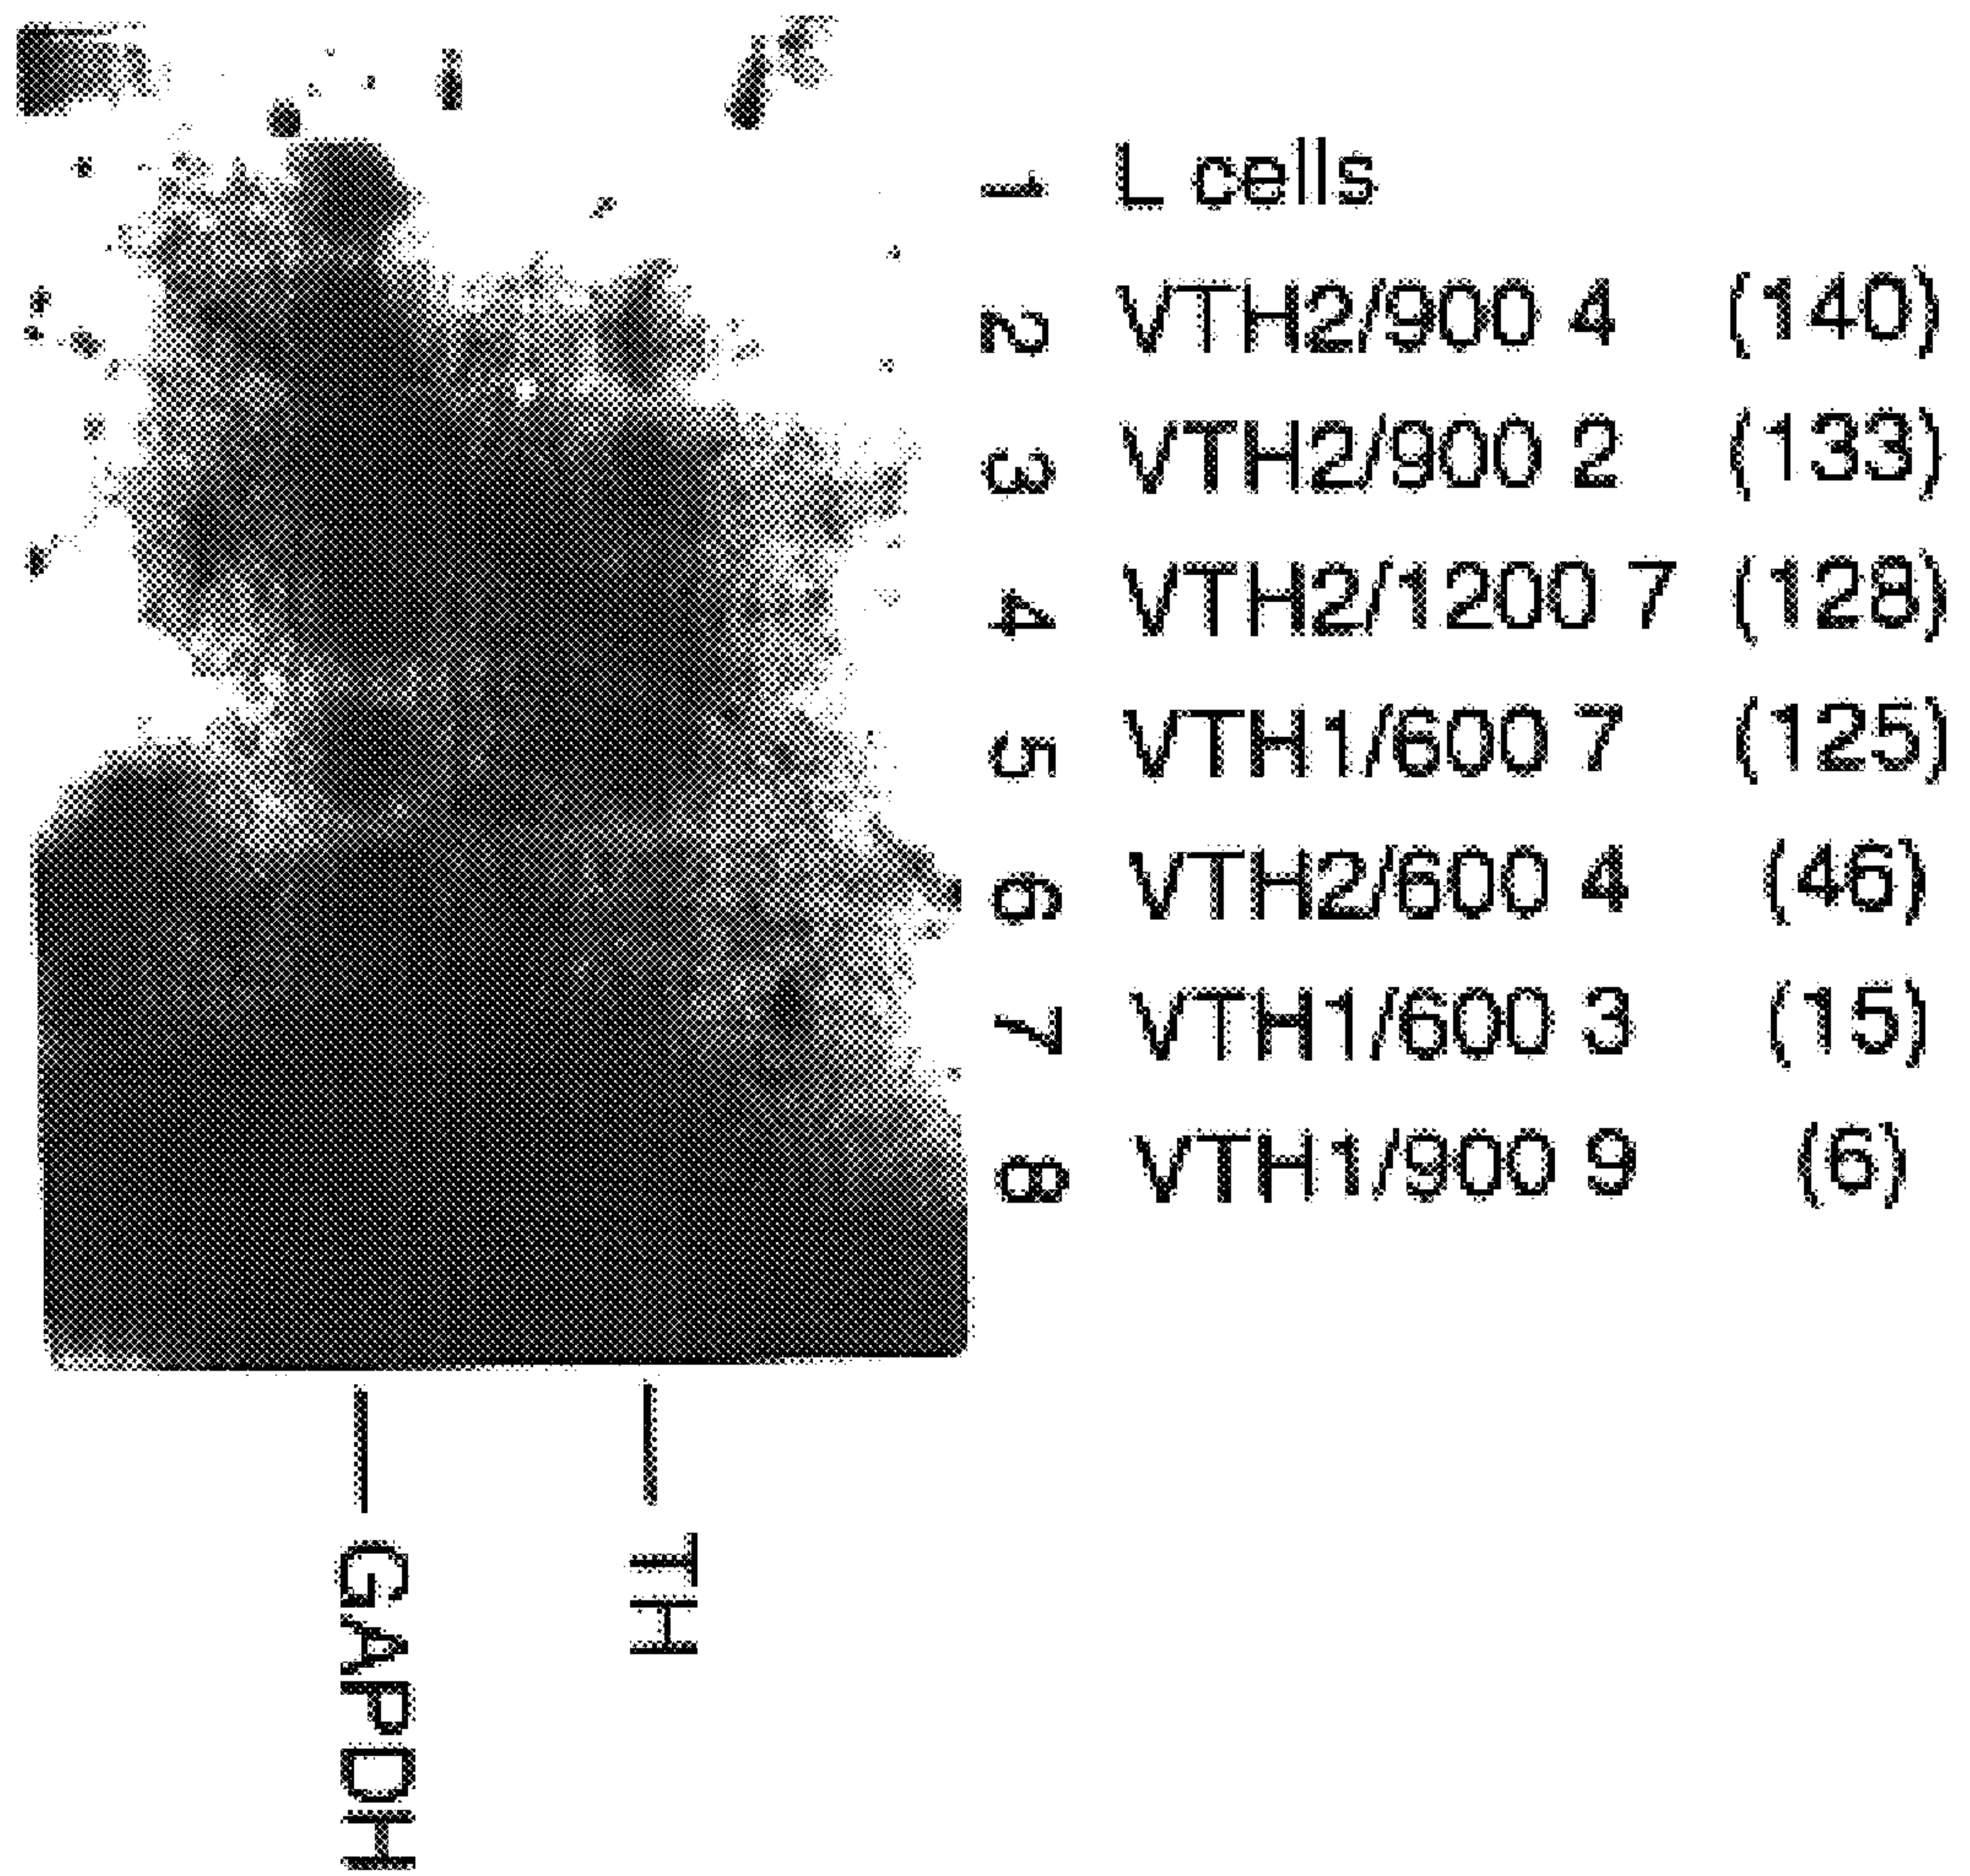 1 L cells
2 VTH2/900 4 (140)
3 VTH2/900 2 (133)
4 VTH2/1200 7 (128)
5 VTH1/600 7 (125)
6 VTH2/600 4 (46)
7 VTH1/600 3 (15)
8 VTH1/900 9 (6)
GAPDH
TH